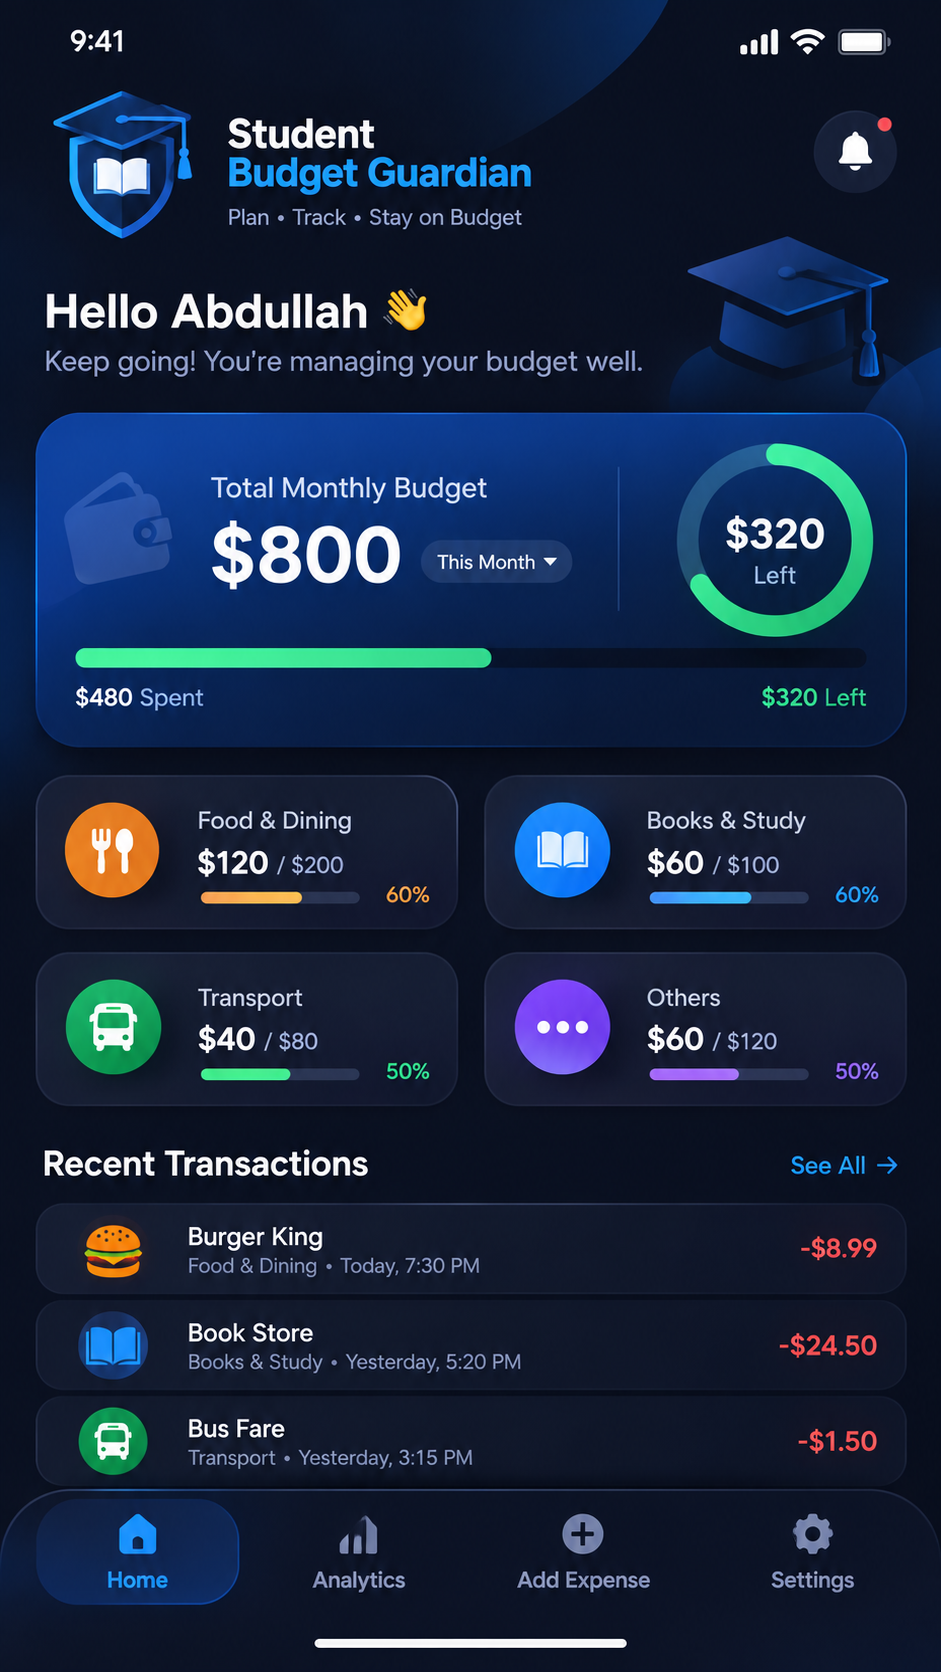 9:41
Student
Budget Guardian
Plan • Track • Stay on Budget
Hello Abdullah 👋
Keep going! You're managing your budget well.
Total Monthly Budget
$800
This Month
$320
Left
$480 Spent
$320 Left
Food & Dining
$120 / $200
60%
Books & Study
$60 / $100
60%
Transport
$40 / $80
50%
Others
$60 / $120
50%
Recent Transactions
See All →
Burger King
Food & Dining • Today, 7:30 PM
-$8.99
Book Store
Books & Study • Yesterday, 5:20 PM
-$24.50
Bus Fare
Transport • Yesterday, 3:15 PM
-$1.50
Home
Analytics
Add Expense
Settings